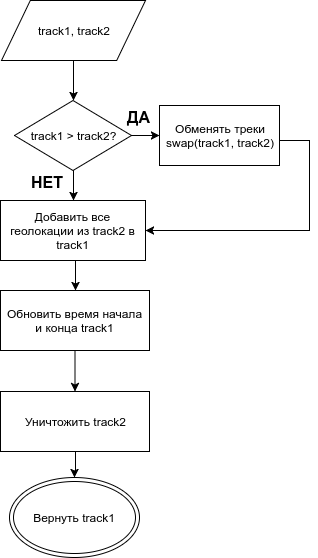 track1, track2
track1 > track2?
ДА
Обменять треки
swap(track1, track2)
НЕТ
Добавить все
геолокации из track2 в
track1
Обновить время начала
и конца track1
Уничтожить track2
Вернуть track1